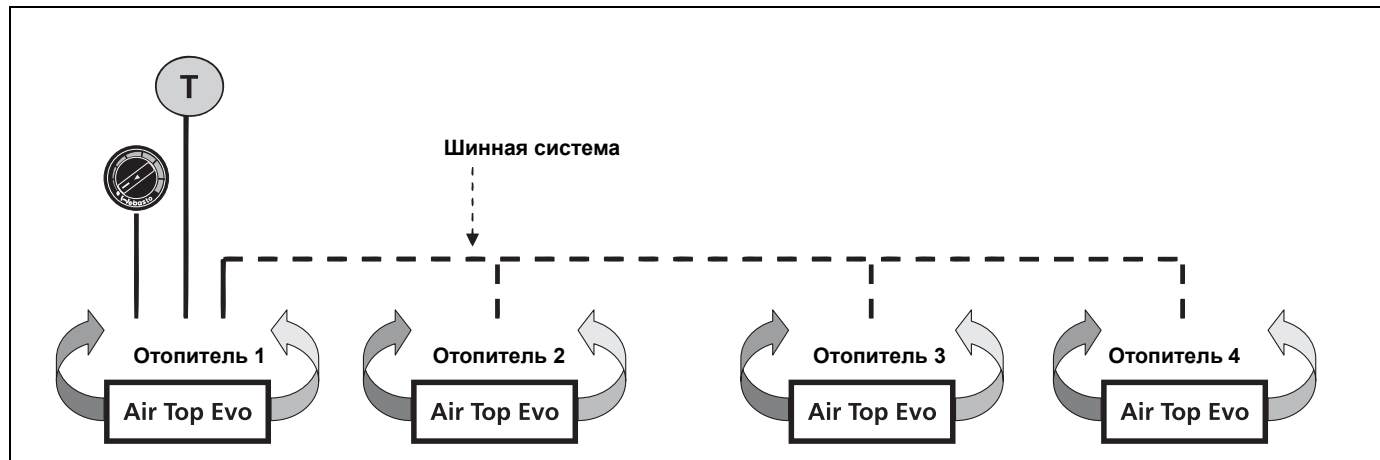 T
Шинная система
Webasto
Отопитель 1
Отопитель 2
Отопитель 3
Отопитель 4
Air Top Evo
Air Top Evo
Air Top Evo
Air Top Evo